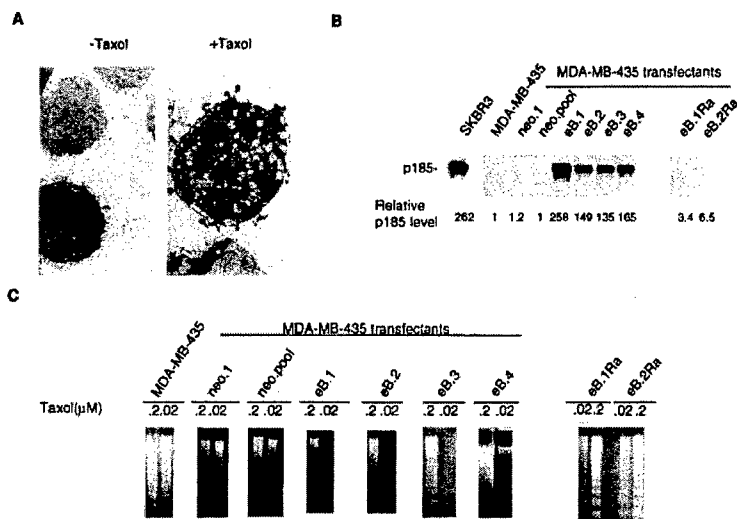 A
-Taxol
+Taxol
B
MDA-MB-435 transfectants
SKBR3
MDA-MB-435
neo.1
neo.pool
eB.1
eB.2
eB.3
eB.4
eB.1Ra
eB.2Ra
p185-
Relative
p185 level
262 1 1.2 1 258 149 135 165 3.4 6.5
C
MDA-MB-435 transfectants
MDA-MB-435
neo.1
neo.pool
eB.1
eB.2
eB.3
eB.4
eB.1Ra
eB.2Ra
Taxol(μM) .2 .02 .2 .02 .2 .02 .2 .02 .2 .02 .2 .02 .2 .02 .02 .2 .02 .2